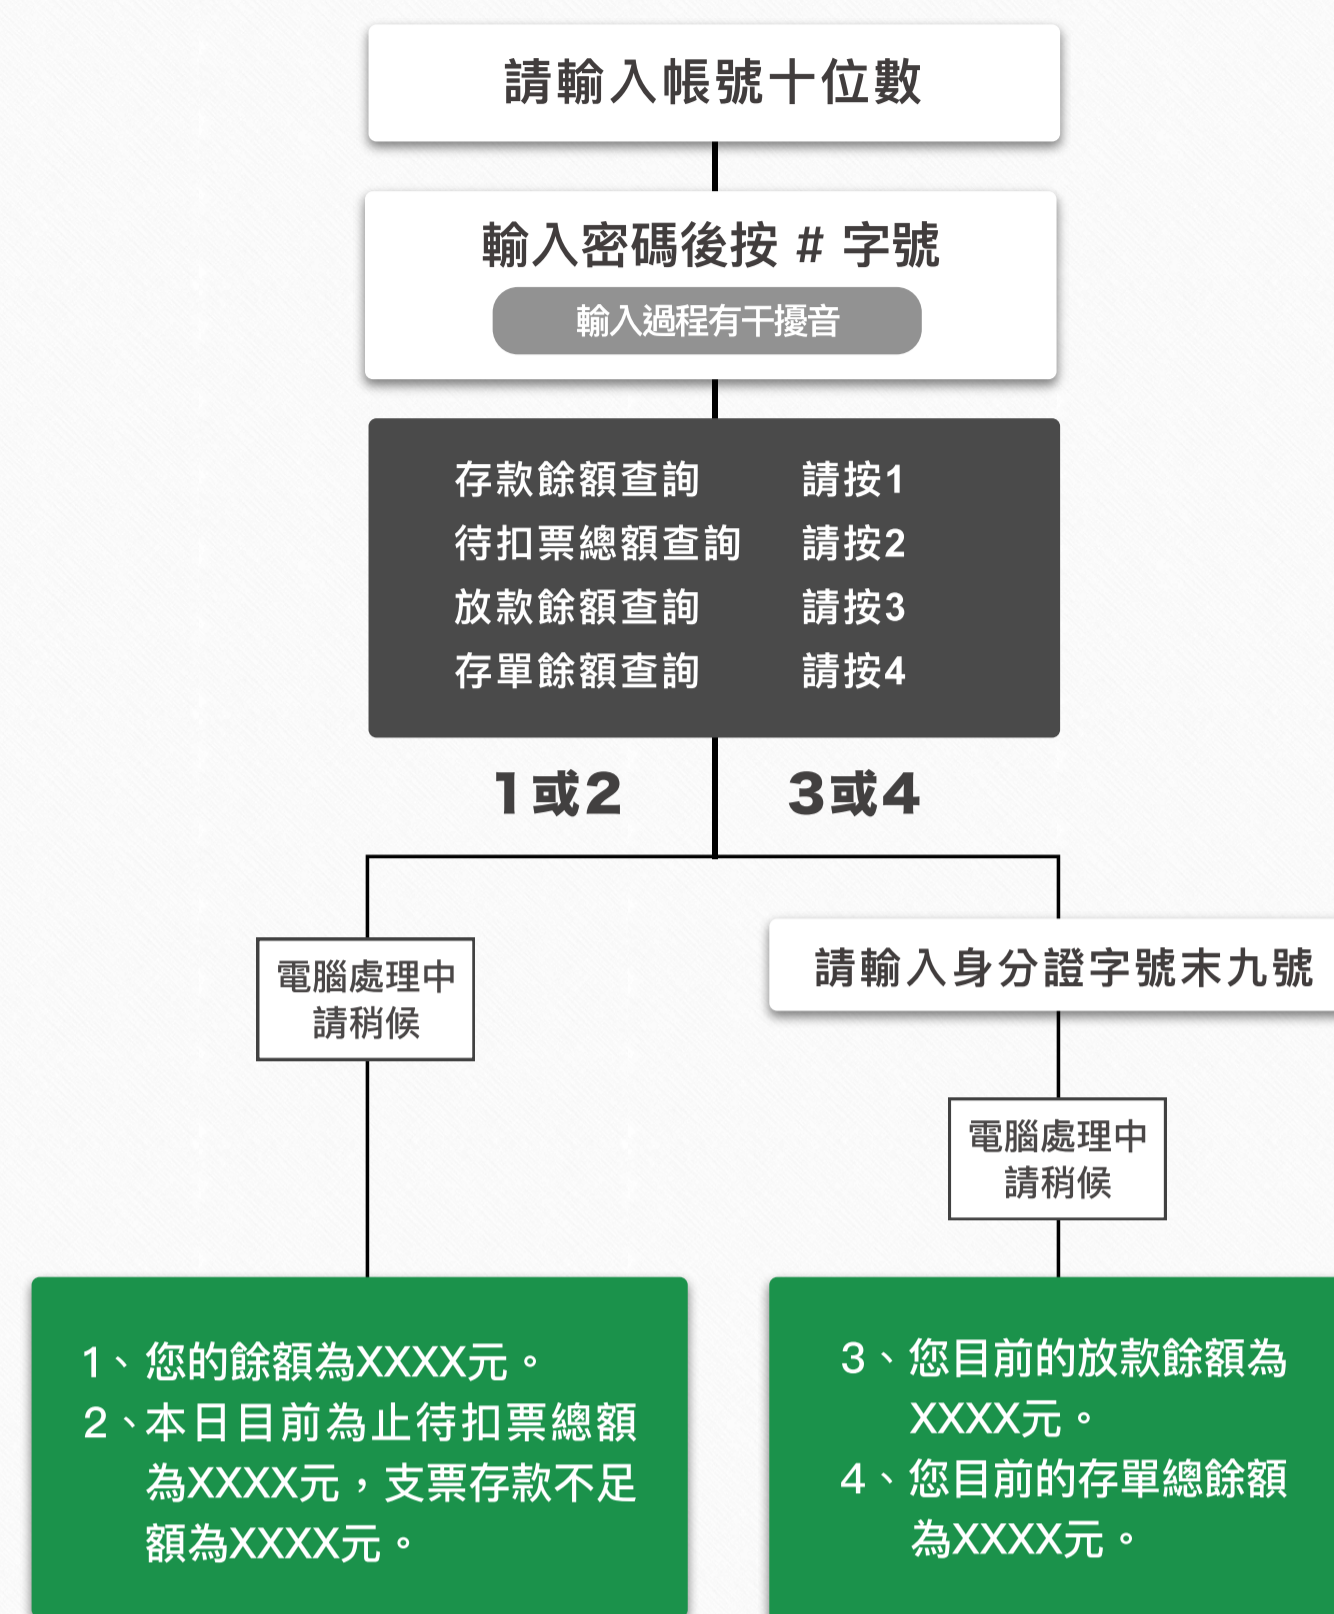 請輸入帳號十位數
輸入密碼後按 # 字號
輸入過程有干擾音
存款餘額查詢 請按1
待扣票總額查詢 請按2
放款餘額查詢 請按3
存單餘額查詢 請按4
1或2 3或4
電腦處理中
請稍候
請輸入身分證字號末九號
電腦處理中
請稍候
1、您的餘額為XXXX元。
2、本日目前為止待扣票總額
為XXXX元，支票存款不足
額為XXXX元。
3、您目前的放款餘額為
XXXX元。
4、您目前的存單總餘額
為XXXX元。